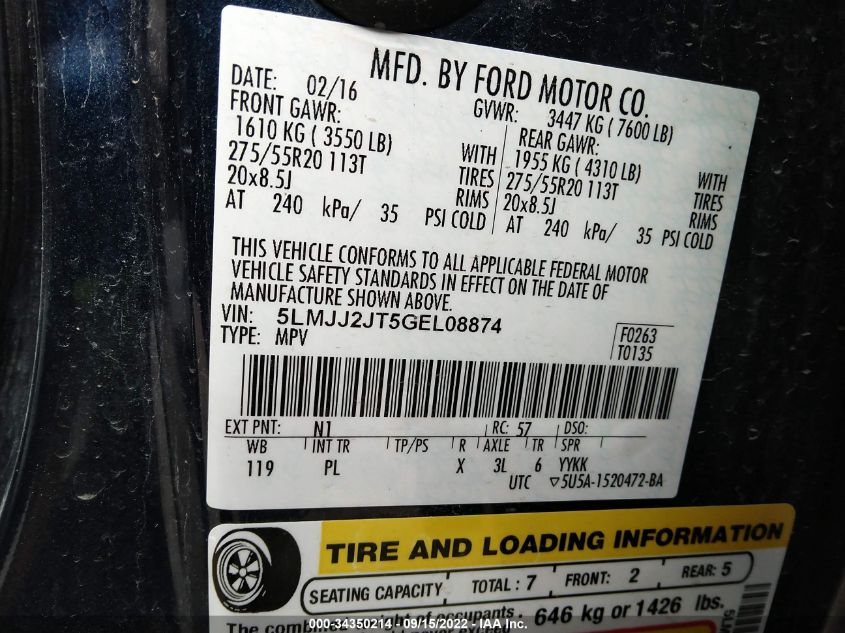 MFD. BY FORD MOTOR CO.
DATE: 02/16 GVWR: 3447 KG ( 7600 LB)
FRONT GAWR: REAR GAWR:
1610 KG ( 3550 LB) WITH 1955 KG ( 4310 LB) WITH
275/55R20 113T TIRES 275/55R20 113T TIRES
20x8.5J RIMS 20x8.5J RIMS
AT 240 kPa/ 35 PSI COLD AT 240 kPa/ 35 PSI COLD
THIS VEHICLE CONFORMS TO ALL APPLICABLE FEDERAL MOTOR
VEHICLE SAFETY STANDARDS IN EFFECT ON THE DATE OF
MANUFACTURE SHOWN ABOVE.
VIN: 5LMJJ2JT5GEL08874
TYPE: MPV
F0263
T0135
EXT PNT: N1 RC: 57 DSO:
WB INT TR TP/PS R AXLE TR SPR
119 PL X 3L 6 YYKK
UTC ▽5U5A-1520472-BA
TIRE AND LOADING INFORMATION
SEATING CAPACITY TOTAL : 7 FRONT: 2 REAR: 5
The combined weight of occupants 646 kg or 1426 lbs.
000-34350214 - 09/15/2022 - IAA Inc.